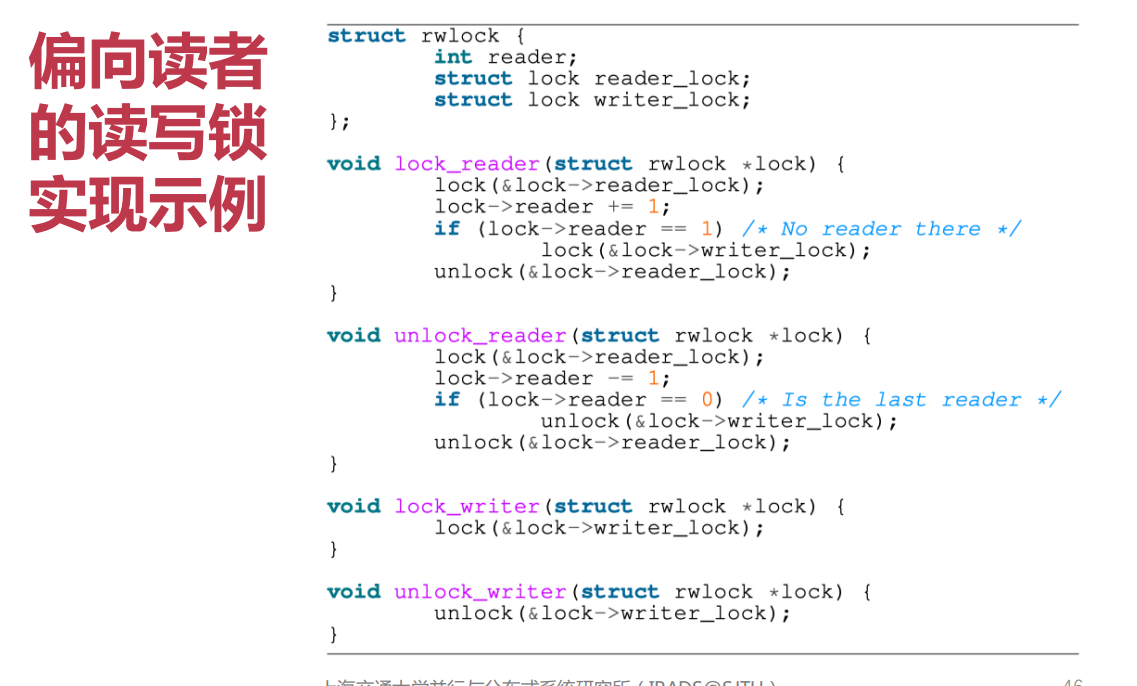 偏向读者
的读写锁
实现示例
struct rwlock {
        int reader;
        struct lock reader_lock;
        struct lock writer_lock;
};
void lock_reader(struct rwlock *lock) {
        lock(&lock->reader_lock);
        lock->reader += 1;
        if (lock->reader == 1) /* No reader there */
                lock(&lock->writer_lock);
        unlock(&lock->reader_lock);
}
void unlock_reader(struct rwlock *lock) {
        lock(&lock->reader_lock);
        lock->reader -= 1;
        if (lock->reader == 0) /* Is the last reader */
                unlock(&lock->writer_lock);
        unlock(&lock->reader_lock);
}
void lock_writer(struct rwlock *lock) {
        lock(&lock->writer_lock);
}
void unlock_writer(struct rwlock *lock) {
        unlock(&lock->writer_lock);
}
上海交通大学并行与分布式系统研究所（IPADS@SJTU）
46